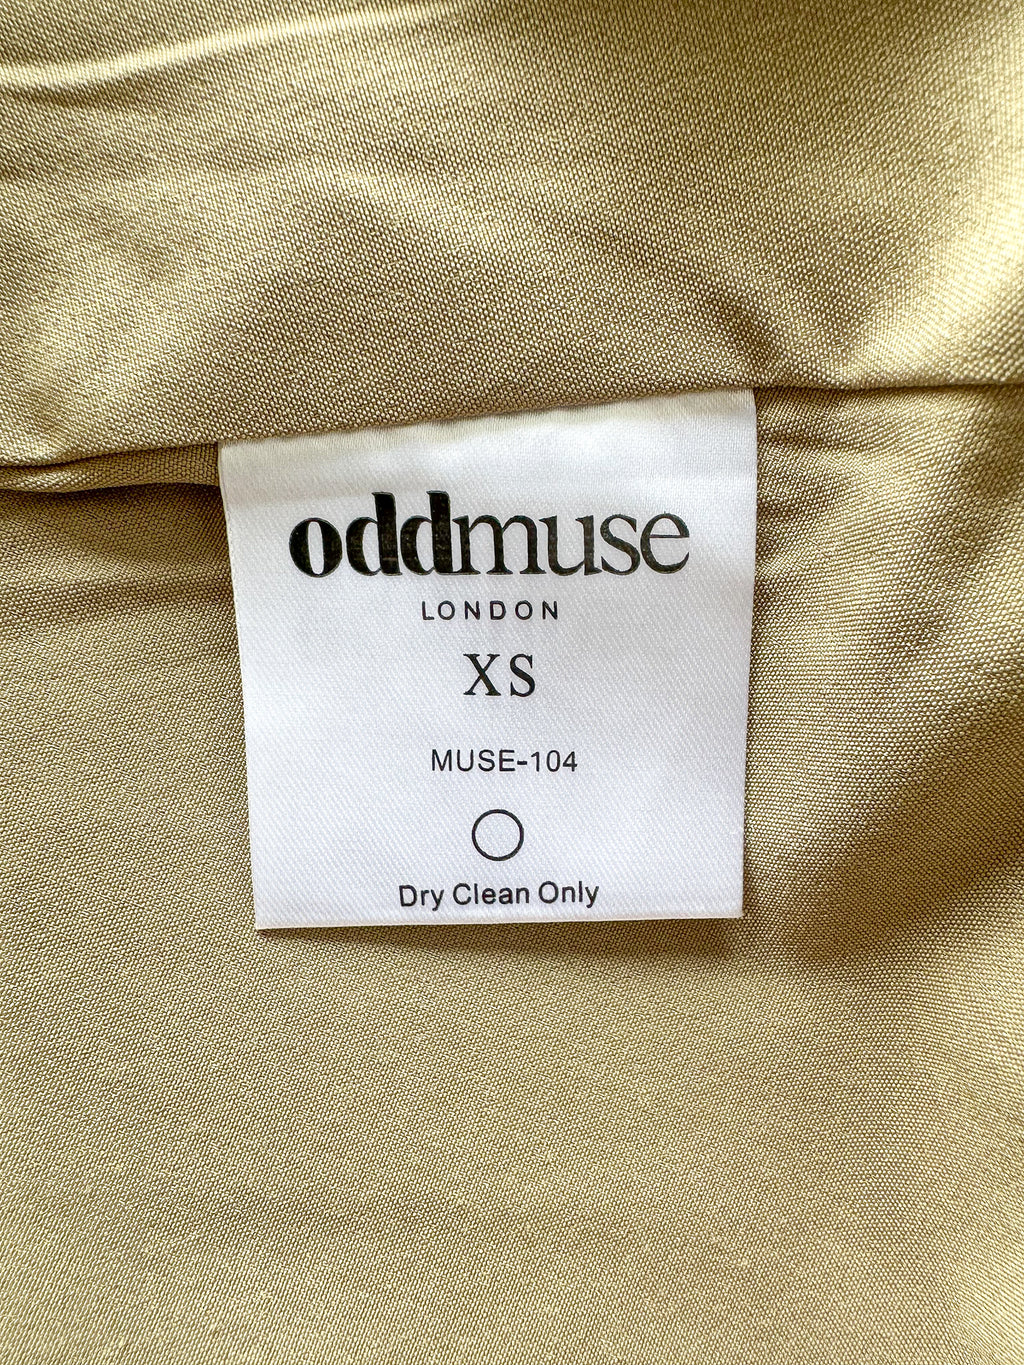 oddmuse
LONDON
XS
MUSE-104
Dry Clean Only